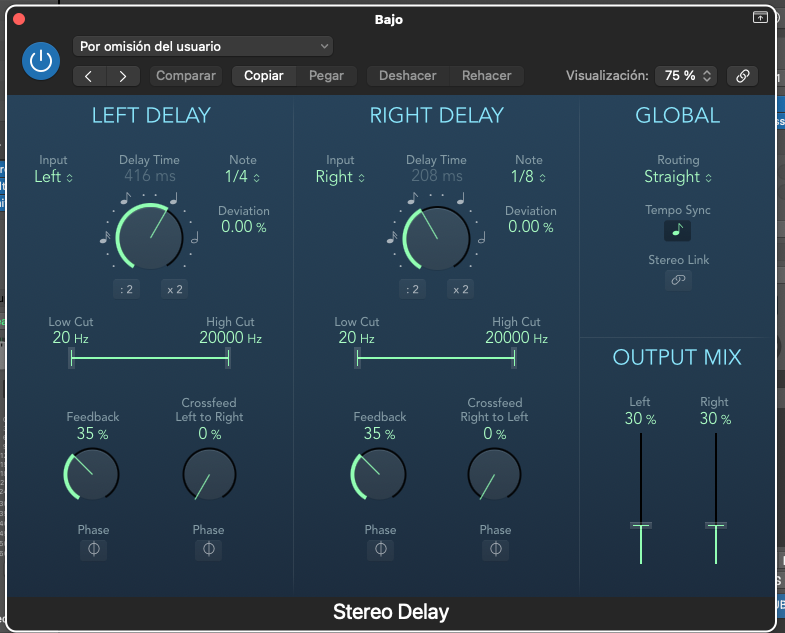 Bajo
Por omisión del usuario
Comparar Copiar Pegar Deshacer Rehacer Visualización: 75 %
LEFT DELAY
Input Delay Time Note
Left 416 ms 1/4
Deviation
0.00 %
: 2 x 2
Low Cut High Cut
20 Hz 20000 Hz
Feedback
35 %
Crossfeed
Left to Right
0 %
Phase Phase
RIGHT DELAY
Input Delay Time Note
Right 208 ms 1/8
Deviation
0.00 %
: 2 x 2
Low Cut High Cut
20 Hz 20000 Hz
Feedback
35 %
Crossfeed
Right to Left
0 %
Phase Phase
GLOBAL
Routing
Straight
Tempo Sync
Stereo Link
OUTPUT MIX
Left Right
30 % 30 %
Stereo Delay